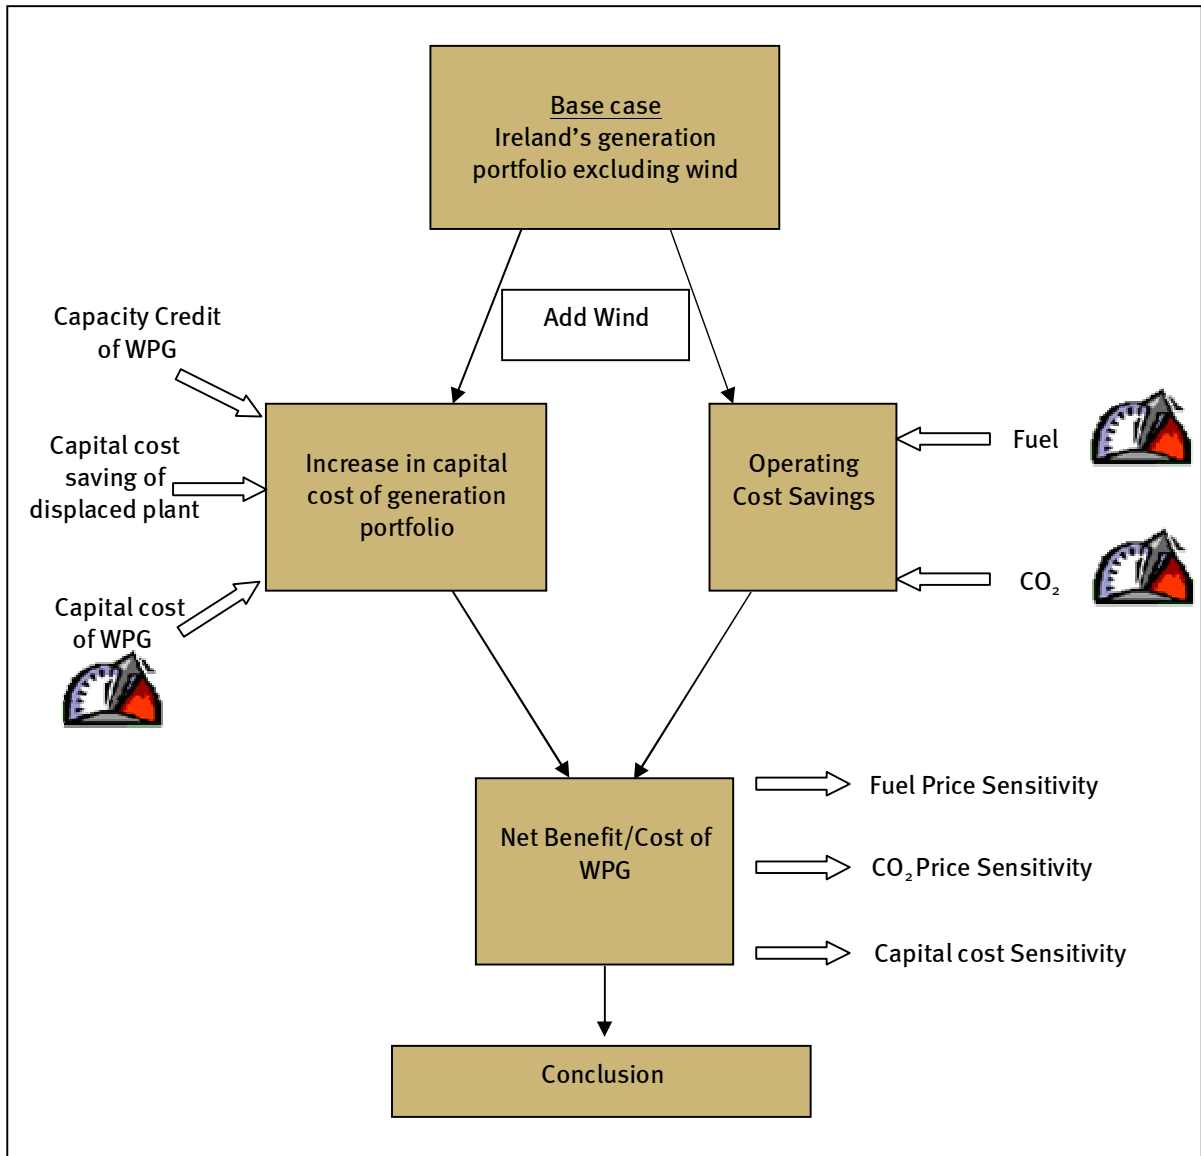 Base case
Ireland’s generation
portfolio excluding wind
Add Wind
Capacity Credit
of WPG
Capital cost
saving of
displaced plant
Capital cost
of WPG
Increase in capital
cost of generation
portfolio
Operating
Cost Savings
Fuel
CO₂
Net Benefit/Cost of
WPG
Fuel Price Sensitivity
CO₂ Price Sensitivity
Capital cost Sensitivity
Conclusion